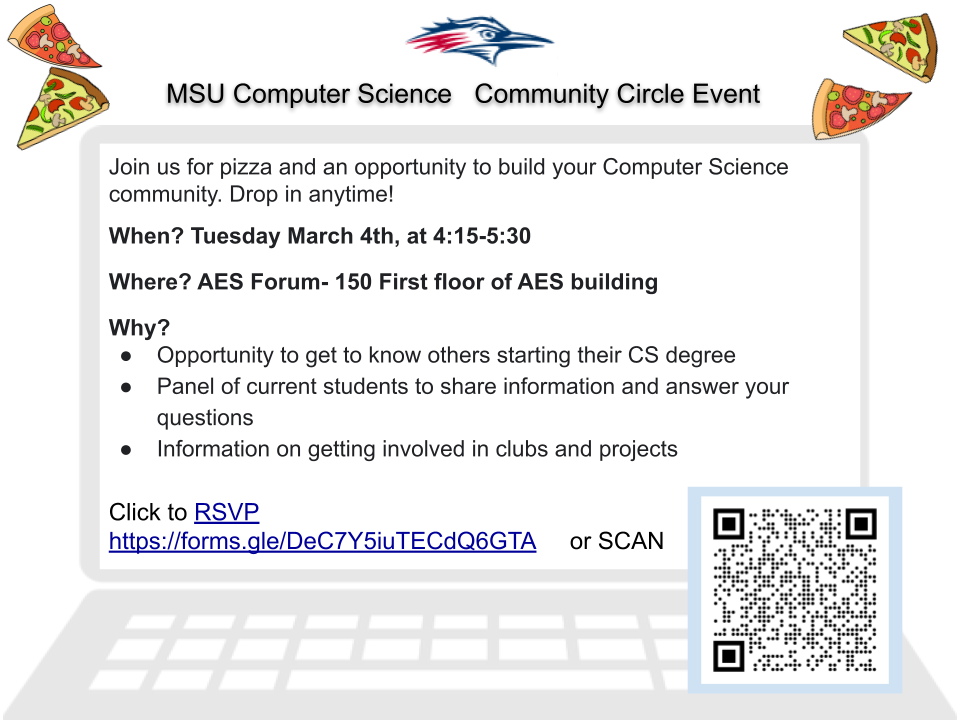 MSU Computer Science   Community Circle Event
Join us for pizza and an opportunity to build your Computer Science
community. Drop in anytime!
When? Tuesday March 4th, at 4:15-5:30
Where? AES Forum- 150 First floor of AES building
Why?
● Opportunity to get to know others starting their CS degree
● Panel of current students to share information and answer your
questions
● Information on getting involved in clubs and projects
Click to RSVP
https://forms.gle/DeC7Y5iuTECdQ6GTA or SCAN